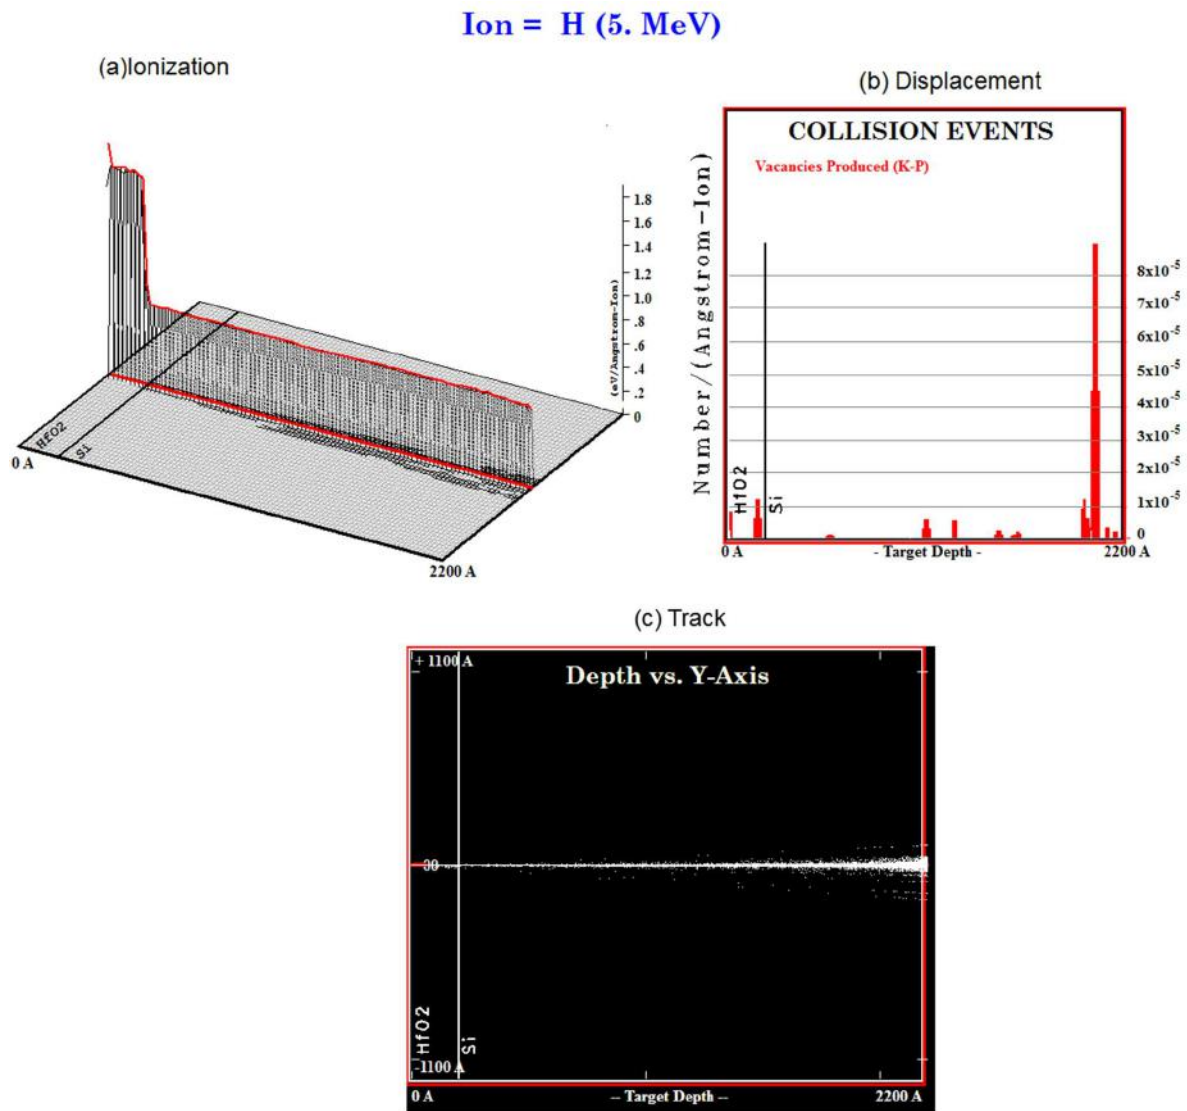 Ion = H (5. MeV)
(a)Ionization
1.8
1.6
1.4
1.2
1.0
.8
.6
.4
.2
0
(eV/Angstrom-Ion)
HfO2
Si
0 A
2200 A
(b) Displacement
COLLISION EVENTS
Vacancies Produced (K-P)
Number/(Angstrom-Ion)
8x10⁻⁵
7x10⁻⁵
6x10⁻⁵
5x10⁻⁵
4x10⁻⁵
3x10⁻⁵
2x10⁻⁵
1x10⁻⁵
0
HfO2
Si
0 A
- Target Depth -
2200 A
(c) Track
+1100 A
Depth vs. Y-Axis
HfO2
Si
-1100 A
0 A
-- Target Depth --
2200 A